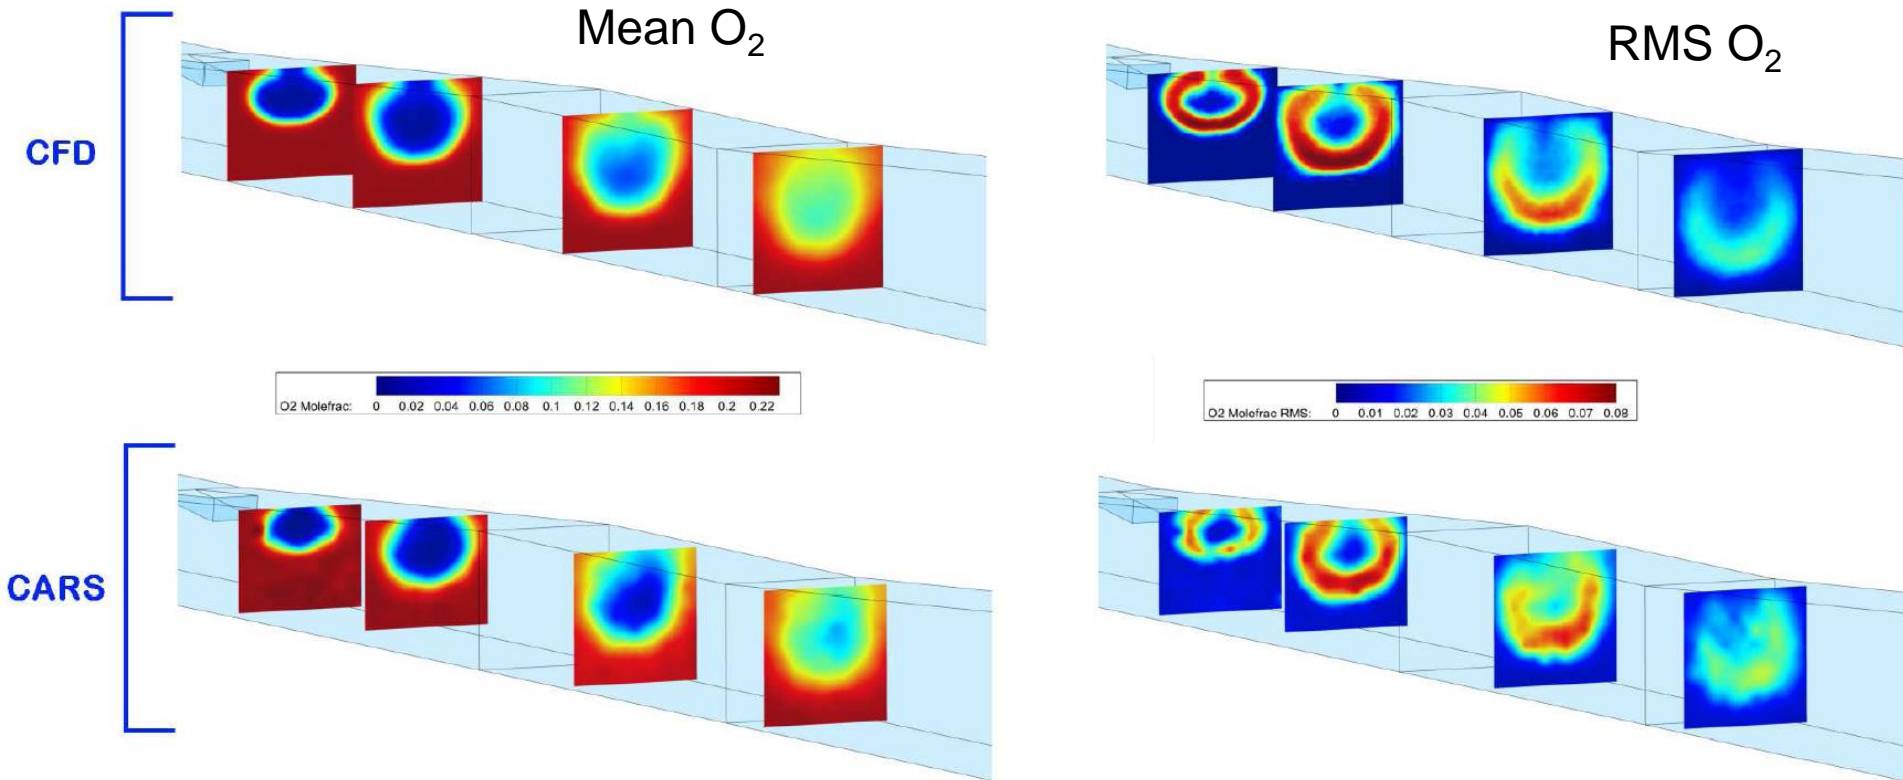 Mean O₂
RMS O₂
CFD
O2 Molefrac: 0 0.02 0.04 0.06 0.08 0.1 0.12 0.14 0.16 0.18 0.2 0.22
O2 Molefrac RMS: 0 0.01 0.02 0.03 0.04 0.05 0.06 0.07 0.08
CARS